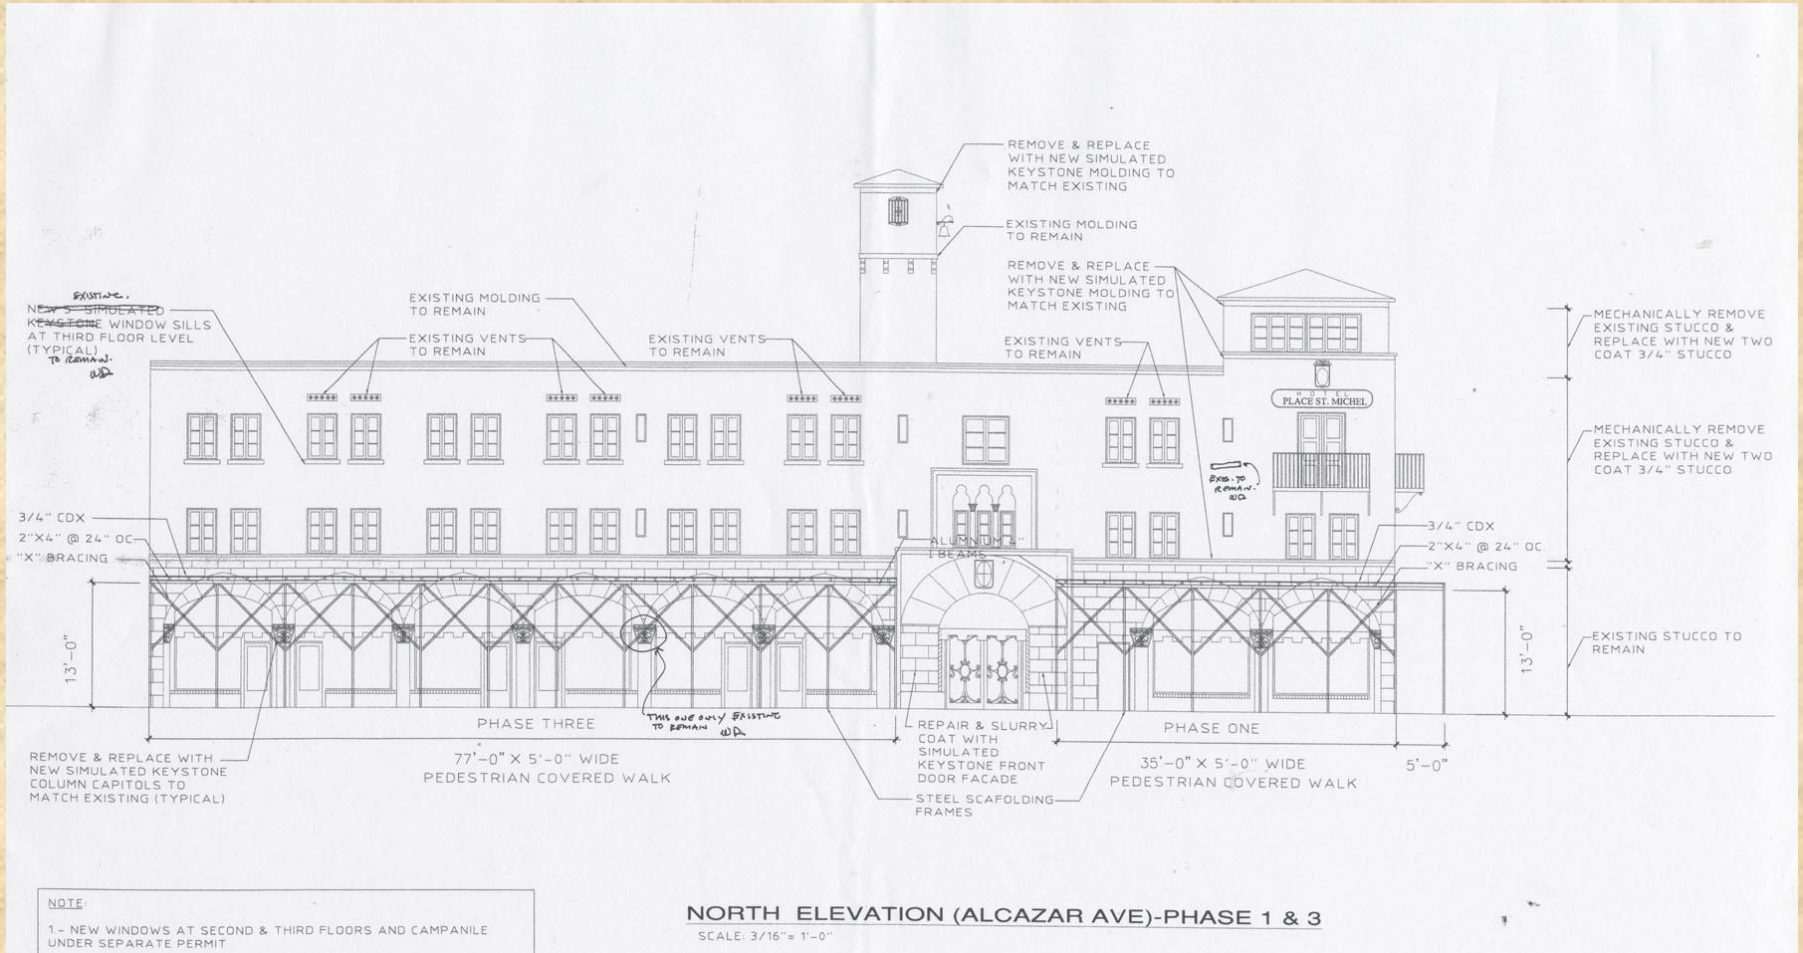 REMOVE & REPLACE
WITH NEW SIMULATED
KEYSTONE MOLDING TO
MATCH EXISTING
EXISTING MOLDING
TO REMAIN
REMOVE & REPLACE
WITH NEW SIMULATED
KEYSTONE MOLDING TO
MATCH EXISTING
EXISTING.
NEW 5" SIMULATED
KEYSTONE WINDOW SILLS
AT THIRD FLOOR LEVEL
(TYPICAL)
TO REMAIN.
EXISTING MOLDING
TO REMAIN
EXISTING VENTS
TO REMAIN
EXISTING VENTS
TO REMAIN
EXISTING VENTS
TO REMAIN
MECHANICALLY REMOVE
EXISTING STUCCO &
REPLACE WITH NEW TWO
COAT 3/4" STUCCO
HOTEL
PLACE ST. MICHEL
MECHANICALLY REMOVE
EXISTING STUCCO &
REPLACE WITH NEW TWO
COAT 3/4" STUCCO
EXIS. TO
REMAIN.
3/4" CDX
2"X4" @ 24" OC
"X" BRACING
ALUMNIUM 4"
I BEAMS
3/4" CDX
2"X4" @ 24" OC.
"X" BRACING
13'-0"
13'-0"
EXISTING STUCCO TO
REMAIN
PHASE THREE
THIS ONE ONLY EXISTING
TO REMAIN
77'-0" X 5'-0" WIDE
PEDESTRIAN COVERED WALK
REMOVE & REPLACE WITH
NEW SIMULATED KEYSTONE
COLUMN CAPITOLS TO
MATCH EXISTING (TYPICAL)
REPAIR & SLURRY
COAT WITH
SIMULATED
KEYSTONE FRONT
DOOR FACADE
STEEL SCAFOLDING
FRAMES
PHASE ONE
35'-0" X 5'-0" WIDE
PEDESTRIAN COVERED WALK
5'-0"
NOTE:
1.- NEW WINDOWS AT SECOND & THIRD FLOORS AND CAMPANILE
UNDER SEPARATE PERMIT
NORTH ELEVATION (ALCAZAR AVE)-PHASE 1 & 3
SCALE: 3/16"= 1'-0"